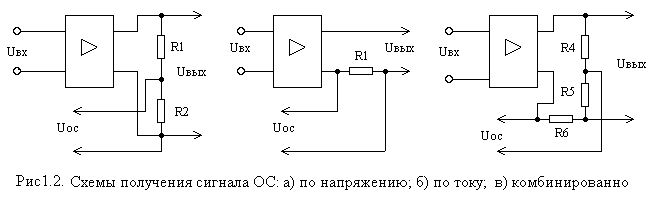 Uвх
R1
Uвых
R2
Uос
Uвх
R1
Uвых
Uос
Uвх
R4
Uвых
R5
Uос
R6
Рис1.2. Схемы получения сигнала ОС: а) по напряжению; б) по току; в) комбинированно